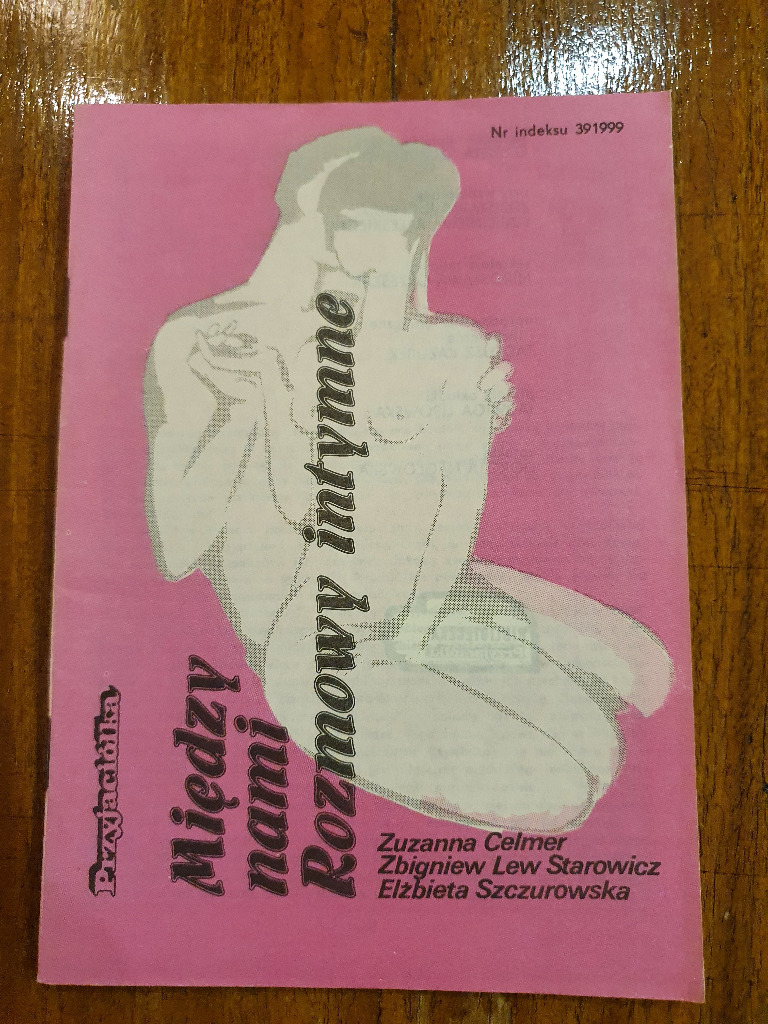 Nr indeksu 391999
Przyjaciółka
Między
nami
Rozmowy intymne
Zuzanna Celmer
Zbigniew Lew Starowicz
Elżbieta Szczurowska